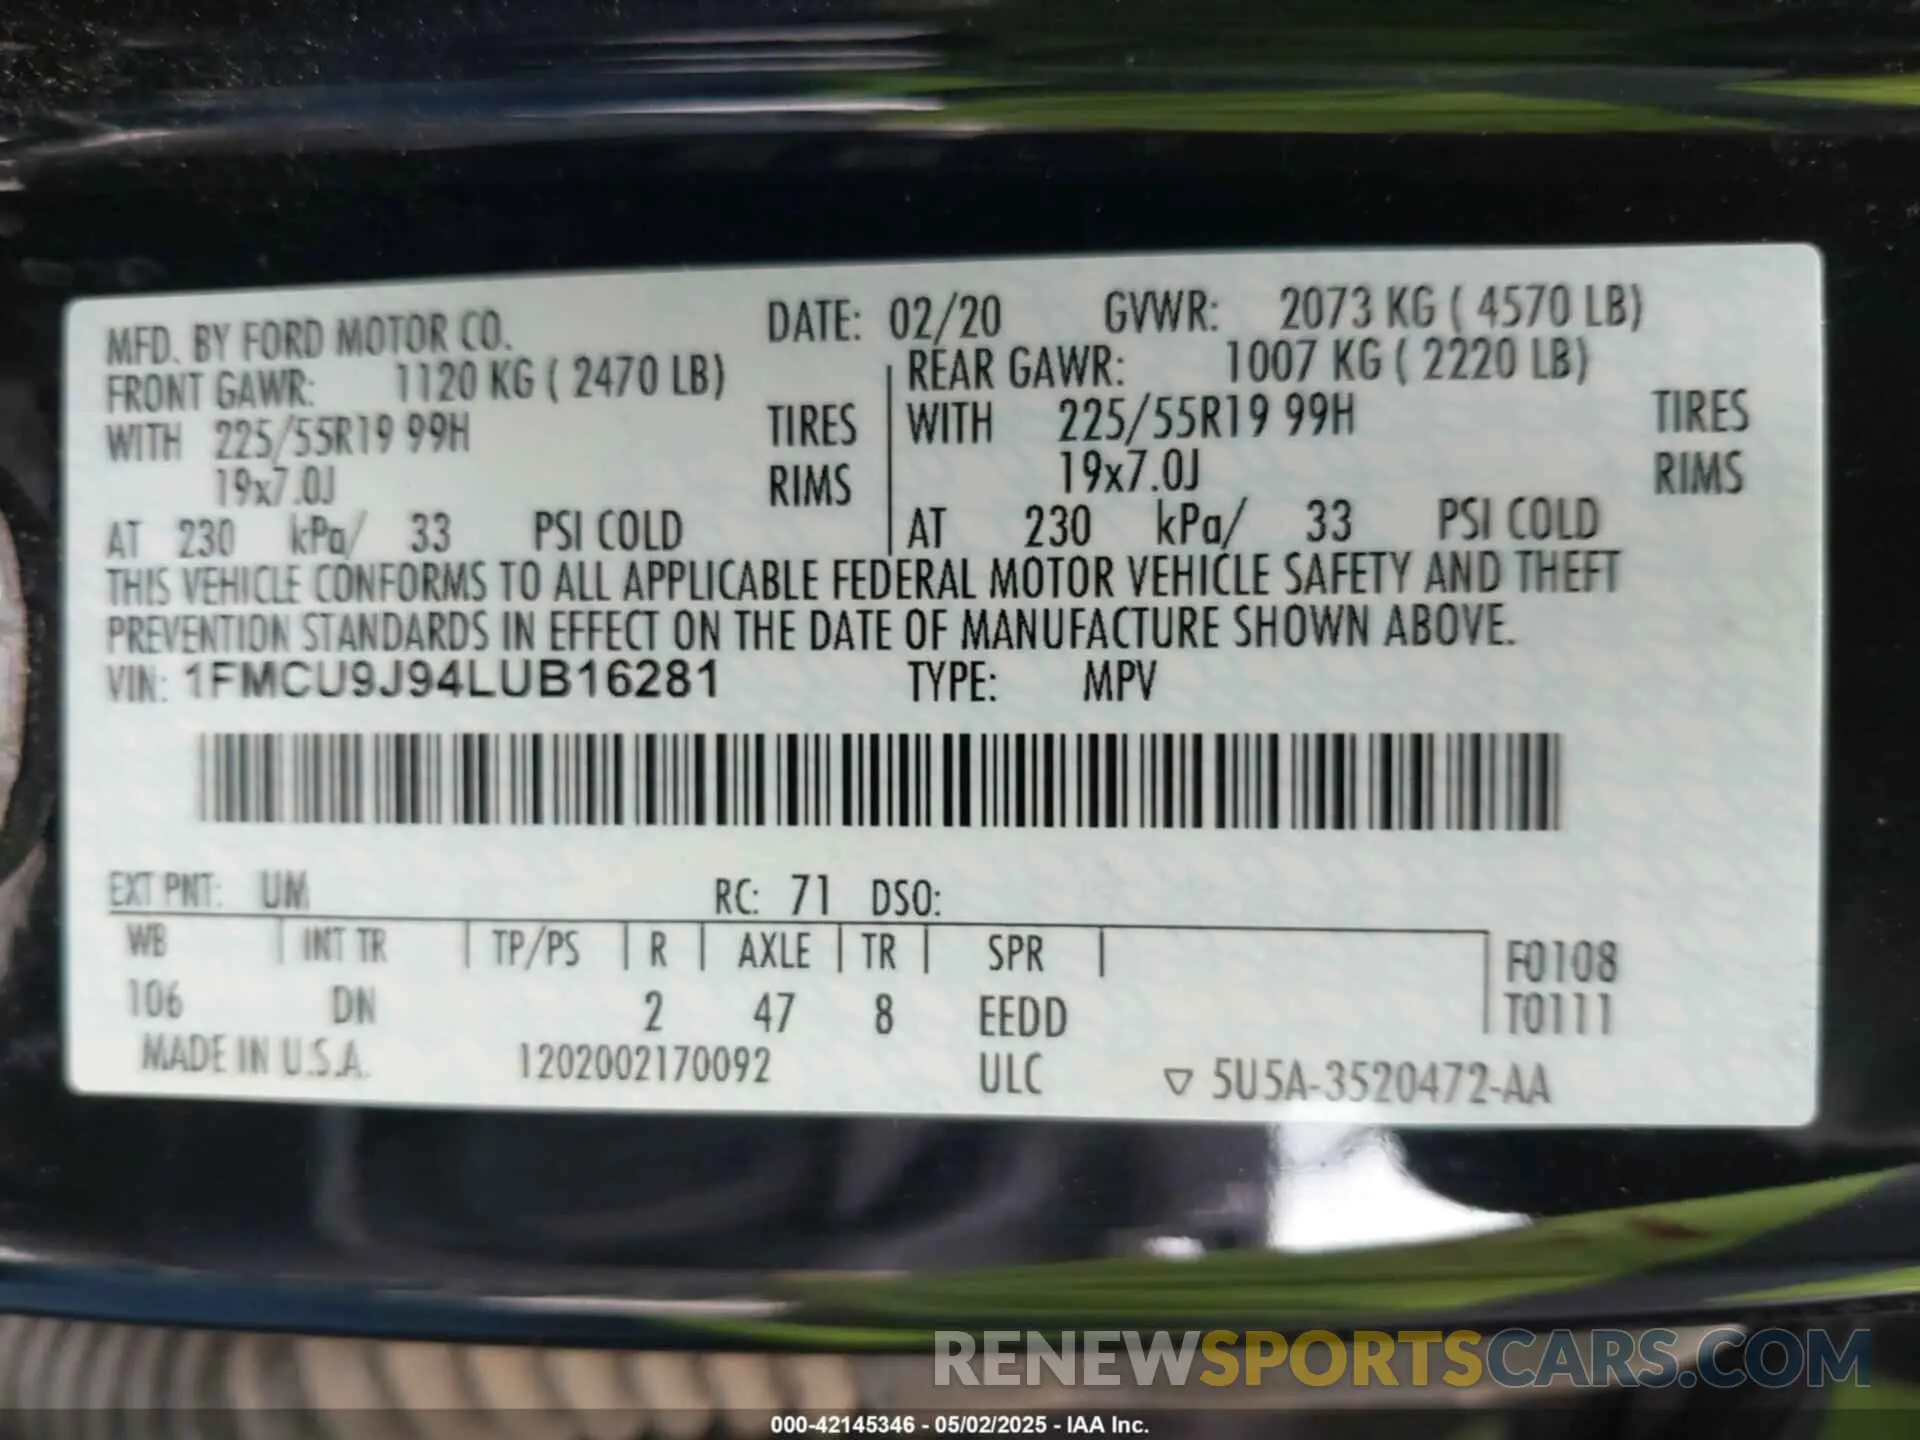 MFD. BY FORD MOTOR CO. DATE: 02/20 GVWR: 2073 KG ( 4570 LB)
FRONT GAWR: 1120 KG ( 2470 LB) REAR GAWR: 1007 KG ( 2220 LB)
WITH 225/55R19 99H TIRES WITH 225/55R19 99H TIRES
19x7.0J RIMS 19x7.0J RIMS
AT 230 kPa/ 33 PSI COLD AT 230 kPa/ 33 PSI COLD
THIS VEHICLE CONFORMS TO ALL APPLICABLE FEDERAL MOTOR VEHICLE SAFETY AND THEFT
PREVENTION STANDARDS IN EFFECT ON THE DATE OF MANUFACTURE SHOWN ABOVE.
VIN: 1FMCU9J94LUB16281 TYPE: MPV
EXT PNT: UM RC: 71 DSO:
WB INT TR TP/PS R AXLE TR SPR F0108
106 DN 2 47 8 EEDD T0111
MADE IN U.S.A. 1202002170092 ULC ▽ 5U5A-3520472-AA
RENEWSPORTSCARS.COM
000-42145346 - 05/02/2025 - IAA Inc.